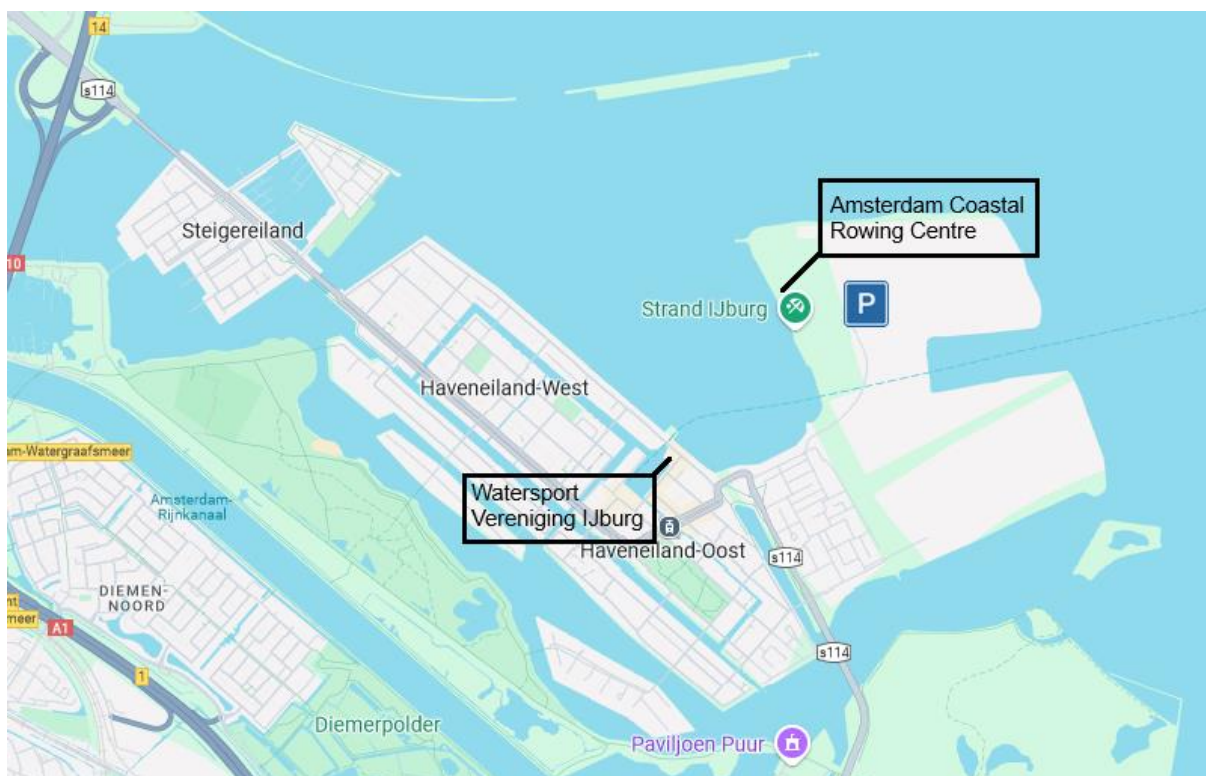 14
s114
Steigereiland
10
Amsterdam Coastal
Rowing Centre
Strand IJburg
P
Haveneiland-West
am-Watergraafsmeer
Amsterdam-
Rijnkanaal
Watersport
Vereniging IJburg
Haveneiland-Oost
s114
DIEMEN-
NOORD
A1
1
s114
Diemerpolder
Paviljoen Puur